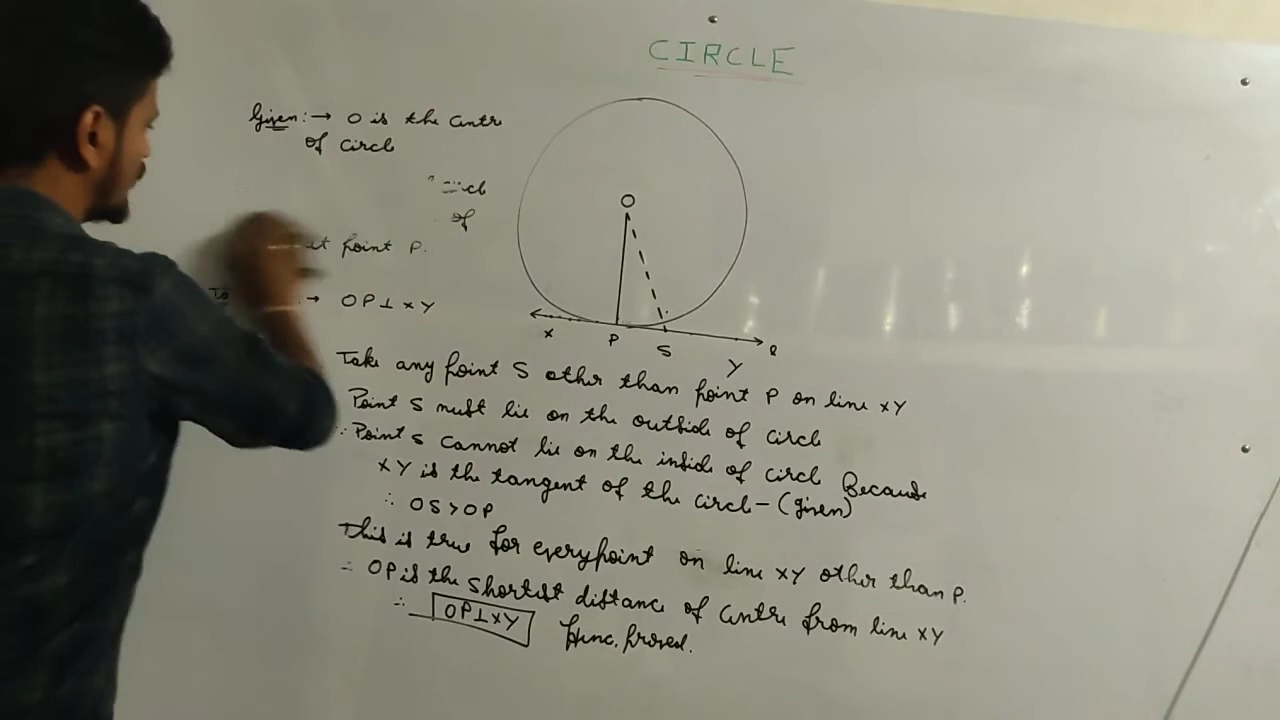 CIRCLE
Given:→ O is the centr
of circl
circl
of
point P.
→ OP⊥XY
O
X P S Y
Take any point S other than point P on line XY
Point S must lie on the outside of circl
∴ Point S cannot lie on the inside of circl Because
XY is the tangent of the circl - (given)
∴ OS>OP
This is true for every point on line XY other than P.
∴ OP is the shortest distance of centre from line XY
∴ OP⊥XY Henc. proved.